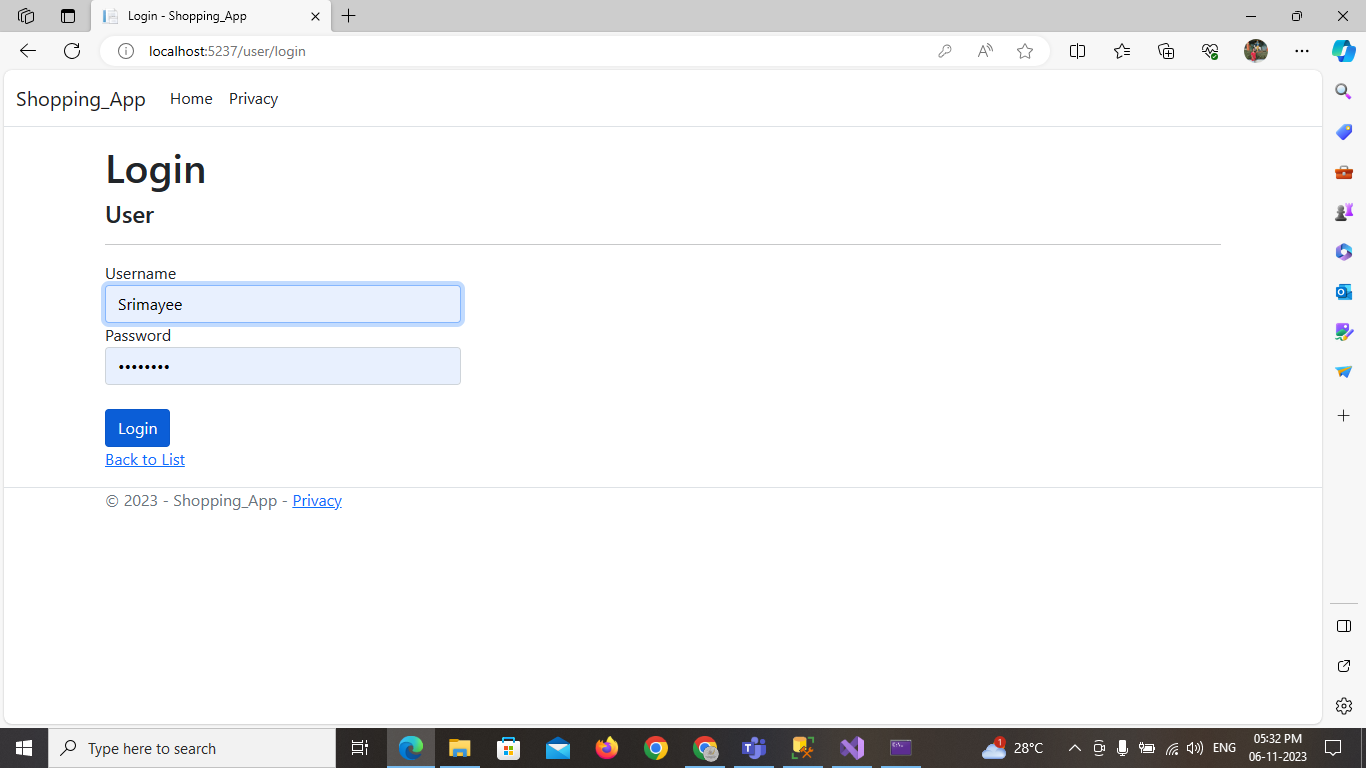 Login - Shopping_App
localhost:5237/user/login
Shopping_App Home Privacy
Login
User
Username
Srimayee
Password
••••••••
Login
Back to List
© 2023 - Shopping_App - Privacy
Type here to search
1
28°C
ENG
05:32 PM
06-11-2023